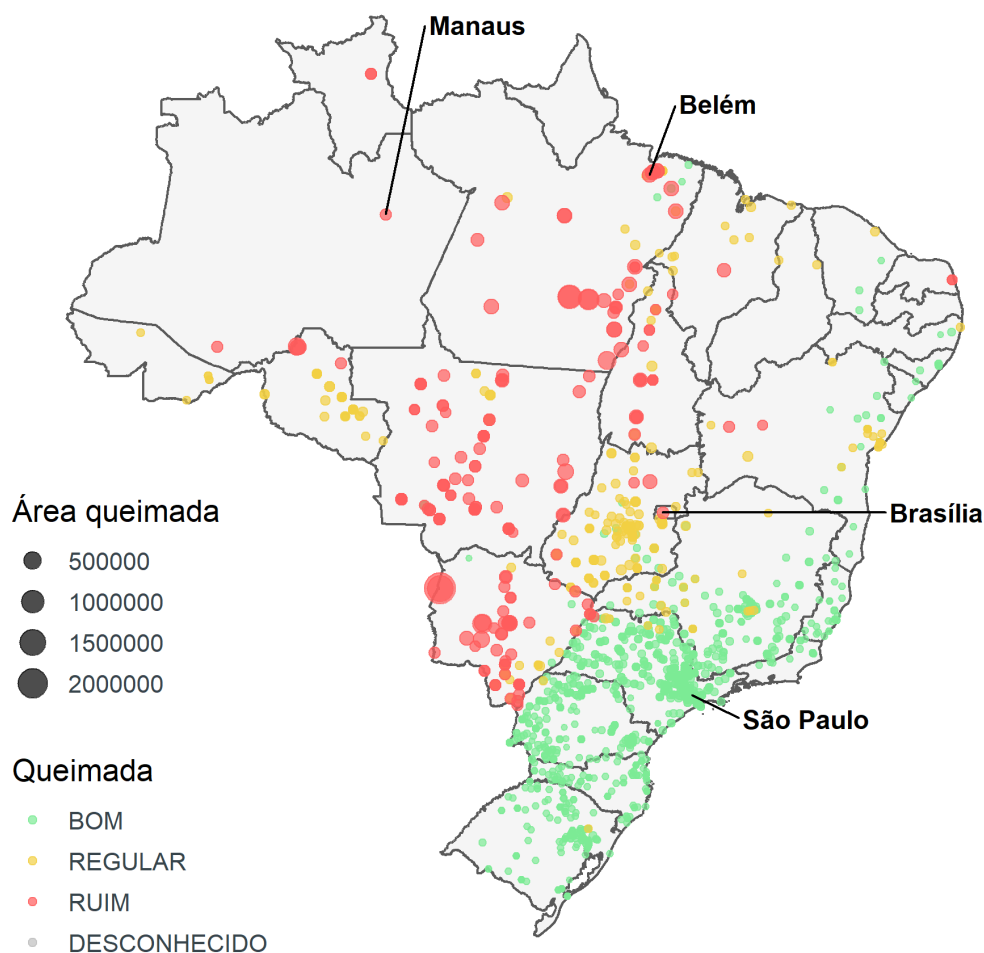 Manaus
Belém
Brasília
São Paulo
Área queimada
500000
1000000
1500000
2000000
Queimada
BOM
REGULAR
RUIM
DESCONHECIDO